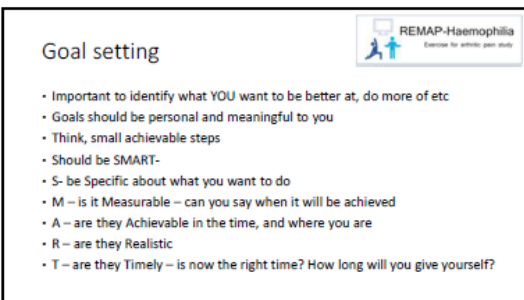 REMAP-Haemophilia
Exercise for arthritic pain study
Goal setting
• Important to identify what YOU want to be better at, do more of etc
• Goals should be personal and meaningful to you
• Think, small achievable steps
• Should be SMART-
• S- be Specific about what you want to do
• M – is it Measurable – can you say when it will be achieved
• A – are they Achievable in the time, and where you are
• R – are they Realistic
• T – are they Timely – is now the right time? How long will you give yourself?